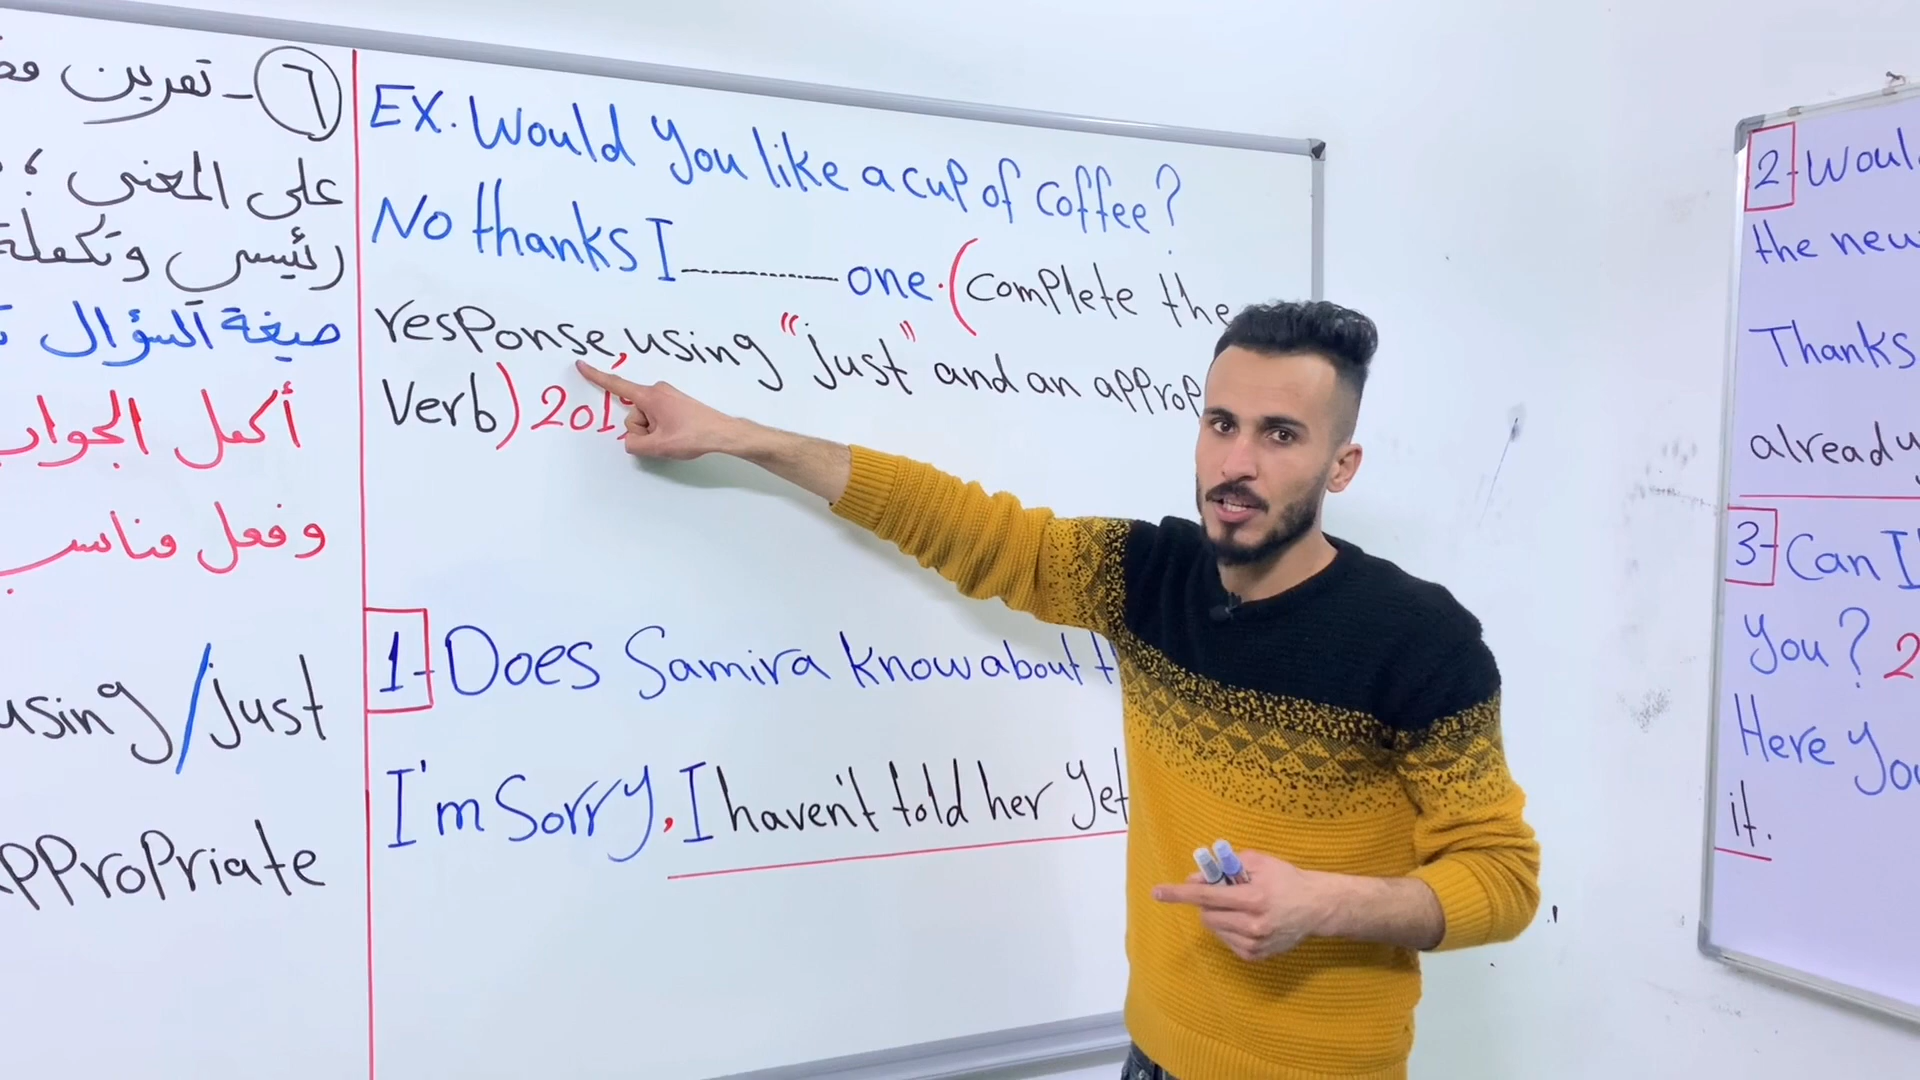 ٦ - تمرين
على المعنى ؛
رئيسي وتكملة
صيغة السؤال
أكمل الجواب
وفعل مناسب
using / just
appropriate
EX. Would you like a cup of coffee?
No thanks I ............ one. (complete the
response, using "just" and an approp
Verb) 201
1- Does Samira know about
I'm Sorry, I haven't told her yet
2- Woul
the new
Thanks
already
3- Can I
you? 2
Here you
it.